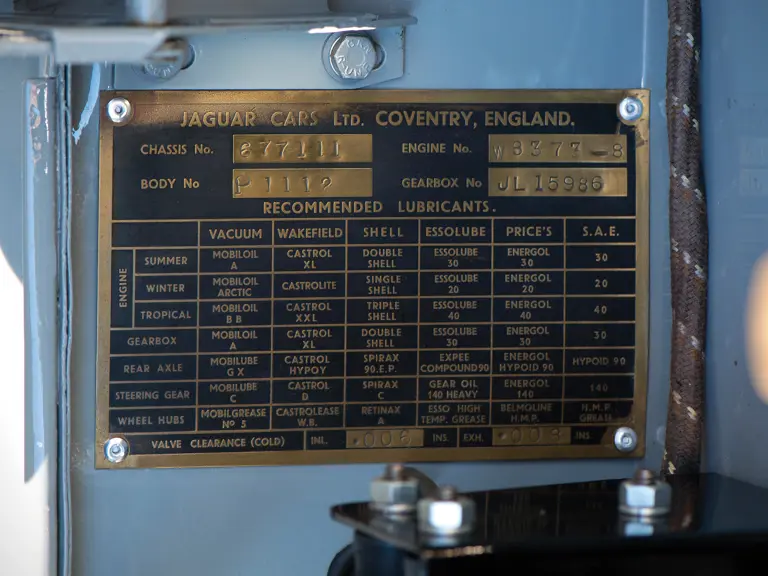 JAGUAR CARS LTD. COVENTRY, ENGLAND.
CHASSIS No. 877111 ENGINE No. W8377-8
BODY No P1112 GEARBOX No JL15986
RECOMMENDED LUBRICANTS.
VACUUM WAKEFIELD SHELL ESSOLUBE PRICE'S S.A.E.
ENGINE
SUMMER MOBILOIL A CASTROL XL DOUBLE SHELL ESSOLUBE 30 ENERGOL 30 30
WINTER MOBILOIL ARCTIC CASTROLITE SINGLE SHELL ESSOLUBE 20 ENERGOL 20 20
TROPICAL MOBILOIL BB CASTROL XXL TRIPLE SHELL ESSOLUBE 40 ENERGOL 40 40
GEARBOX MOBILOIL A CASTROL XL DOUBLE SHELL ESSOLUBE 30 ENERGOL 30 30
REAR AXLE MOBILUBE GX CASTROL HYPOY SPIRAX 90.E.P. EXPEE COMPOUND 90 ENERGOL HYPOID 90 HYPOID 90
STEERING GEAR MOBILUBE C CASTROL D SPIRAX C GEAR OIL 140 HEAVY ENERGOL 140 140
WHEEL HUBS MOBILGREASE Nº 5 CASTROLEASE W.B. RETINAX A ESSO HIGH TEMP. GREASE BELMOLINE H.M.P. H.M.P. GREASE
VALVE CLEARANCE (COLD) INL. .006 INS. EXH. .008 INS.